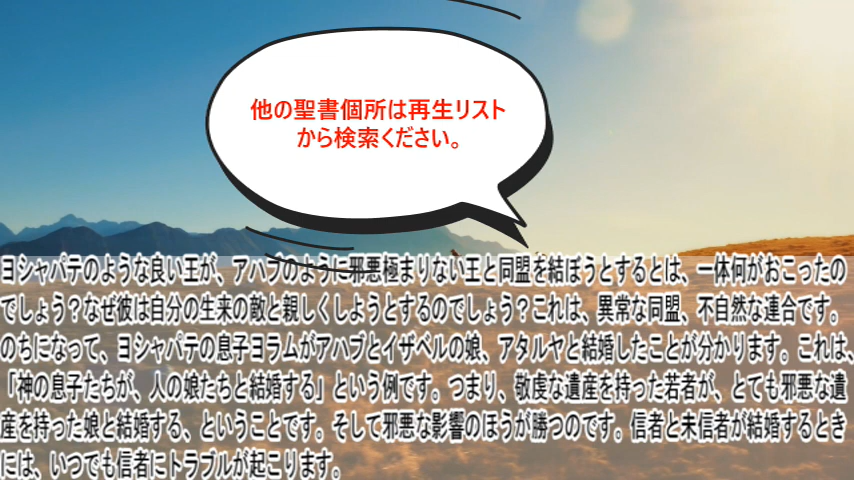 他の聖書個所は再生リスト
から検索ください。
ヨシャパテのような良い王が、アハブのように邪悪極まりない王と同盟を結ぼうとするとは、一体何がおこったの
でしょう？なぜ彼は自分の生来の敵と親しくしようとするのでしょう？これは、異常な同盟、不自然な連合です。
のちになって、ヨシャパテの息子ヨラムがアハブとイザベルの娘、アタルヤと結婚したことが分かります。これは、
「神の息子たちが、人の娘たちと結婚する」という例です。つまり、敬虔な遺産を持った若者が、とても邪悪な遺
産を持った娘と結婚する、ということです。そして邪悪な影響のほうが勝つのです。信者と未信者が結婚するとき
には、いつでも信者にトラブルが起こります。